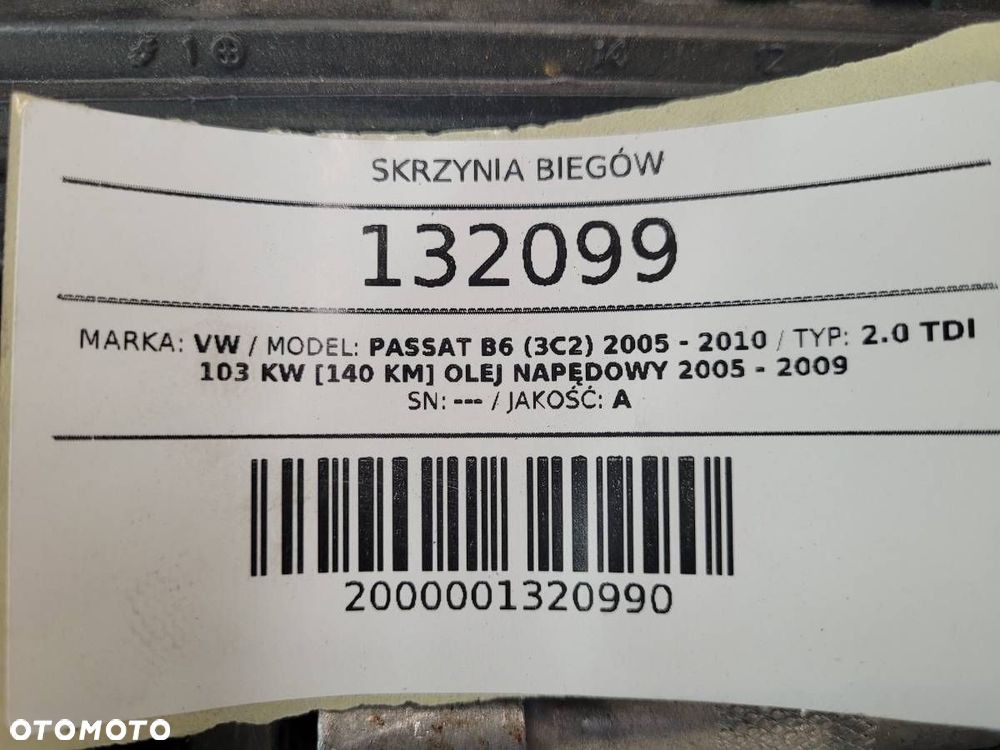 SKRZYNIA BIEGÓW
132099
MARKA: VW / MODEL: PASSAT B6 (3C2) 2005 - 2010 / TYP: 2.0 TDI
103 KW [140 KM] OLEJ NAPĘDOWY 2005 - 2009
SN: --- / JAKOŚĆ: A
2000001320990
OTOMOTO